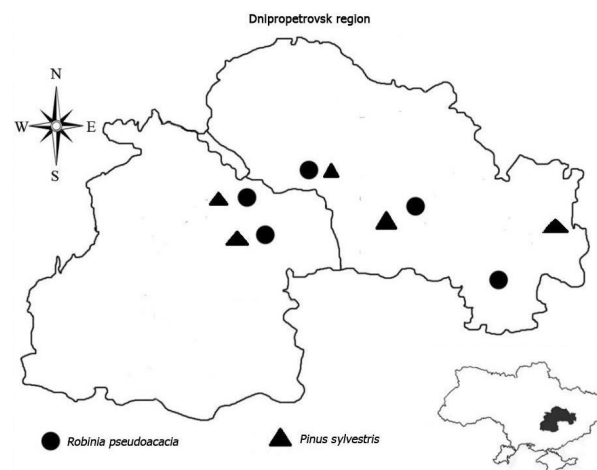 Dnipropetrovsk region
N
W E
S
Robinia pseudoacacia Pinus sylvestris